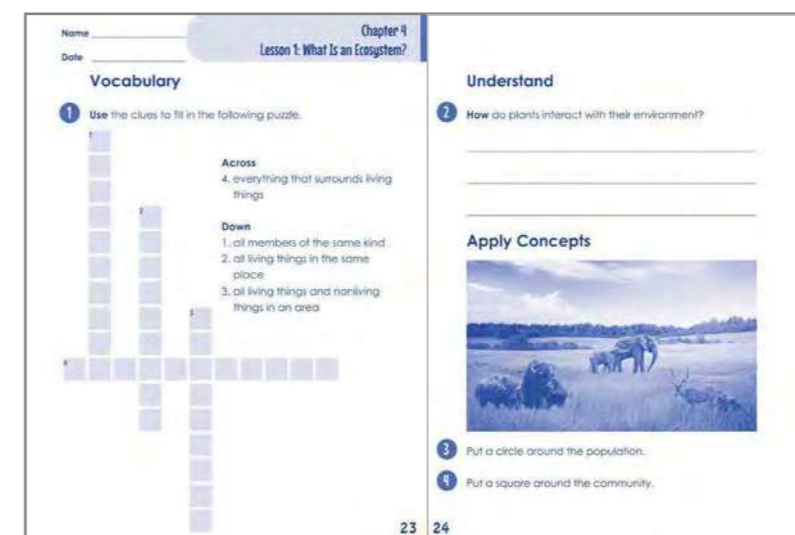 Name
Date
Chapter 4
Lesson 1: What Is an Ecosystem?
Vocabulary
1 Use the clues to fill in the following puzzle.
1
2
3
4
Across
4. everything that surrounds living
things
Down
1. all members of the same kind
2. all living things in the same
place
3. all living things and nonliving
things in an area
23
Understand
2 How do plants interact with their environment?
Apply Concepts
3 Put a circle around the population.
4 Put a square around the community.
24